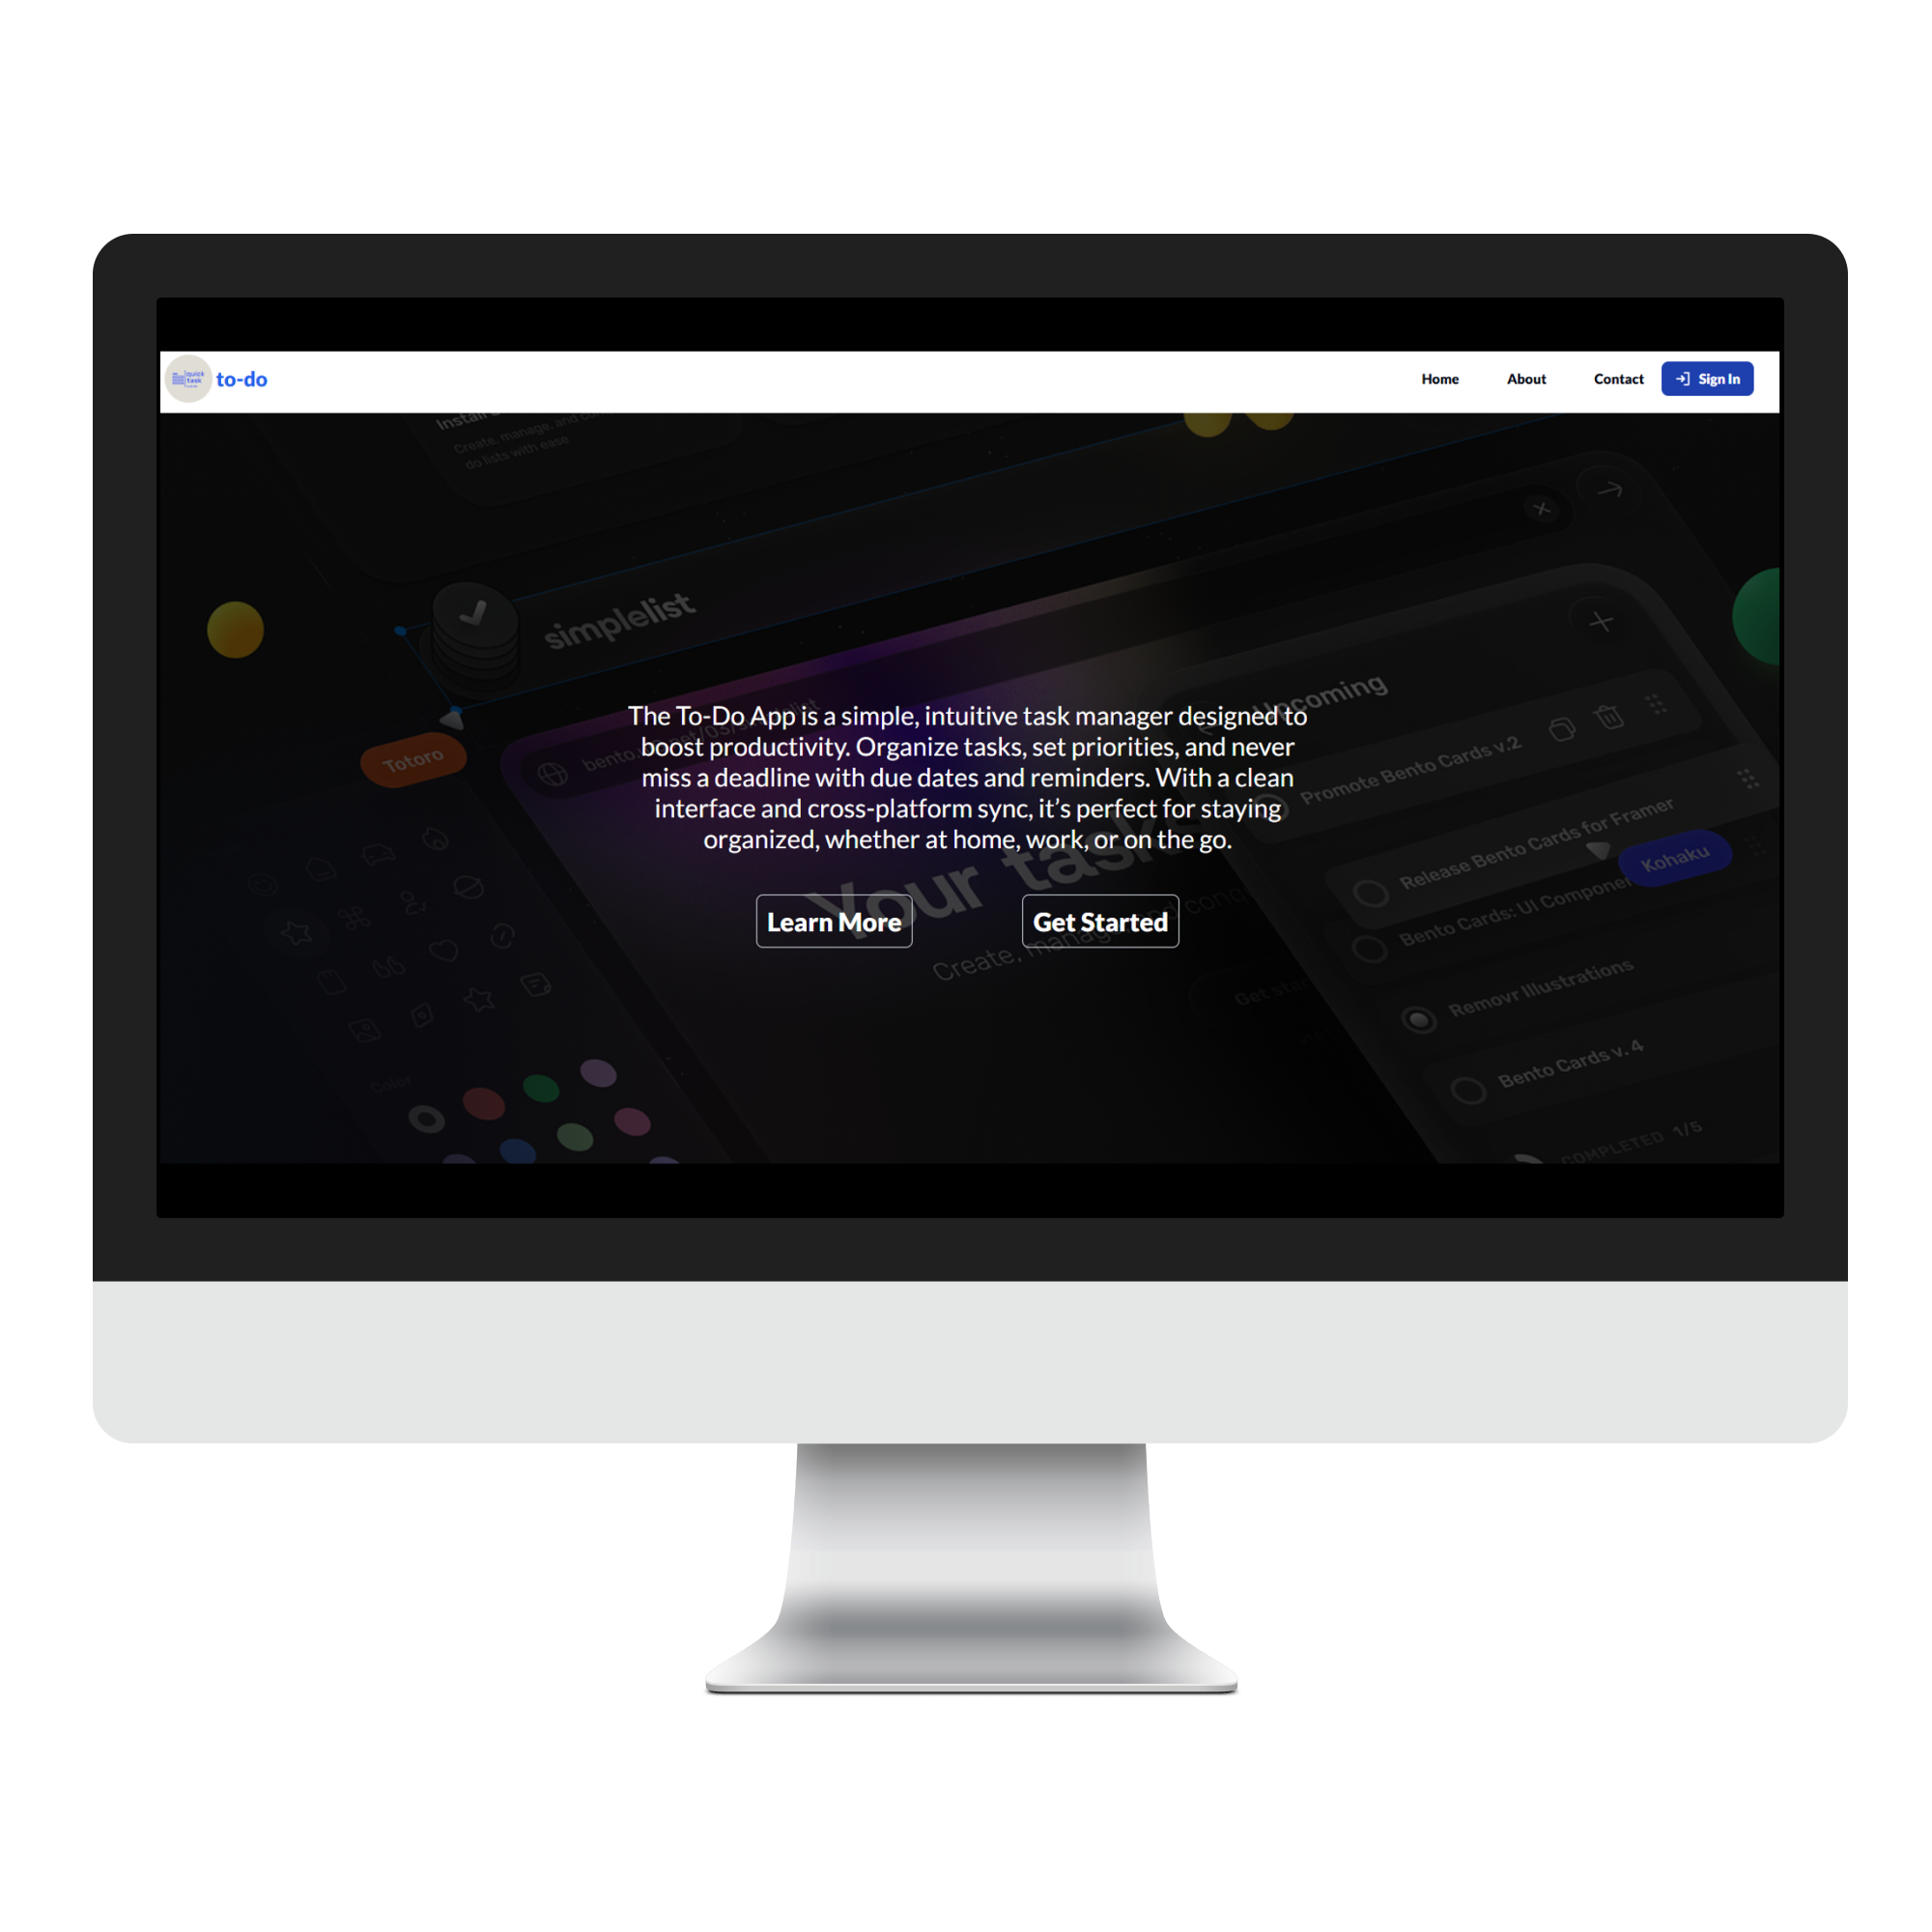 quick
task
to-do
Home
About
Contact
Sign In
Install
Create, manage, and
do lists with ease
simplelist
Upcoming
The To-Do App is a simple, intuitive task manager designed to
boost productivity. Organize tasks, set priorities, and never
miss a deadline with due dates and reminders. With a clean
interface and cross-platform sync, it’s perfect for staying
organized, whether at home, work, or on the go.
Totoro
Promote Bento Cards v.2
Release Bento Cards for Framer
Kohaku
Your task
Learn More
Get Started
Bento Cards: UI
Create,
Removr Illustrations
Bento Cards v. 4
Color
COMPLETED 1/5